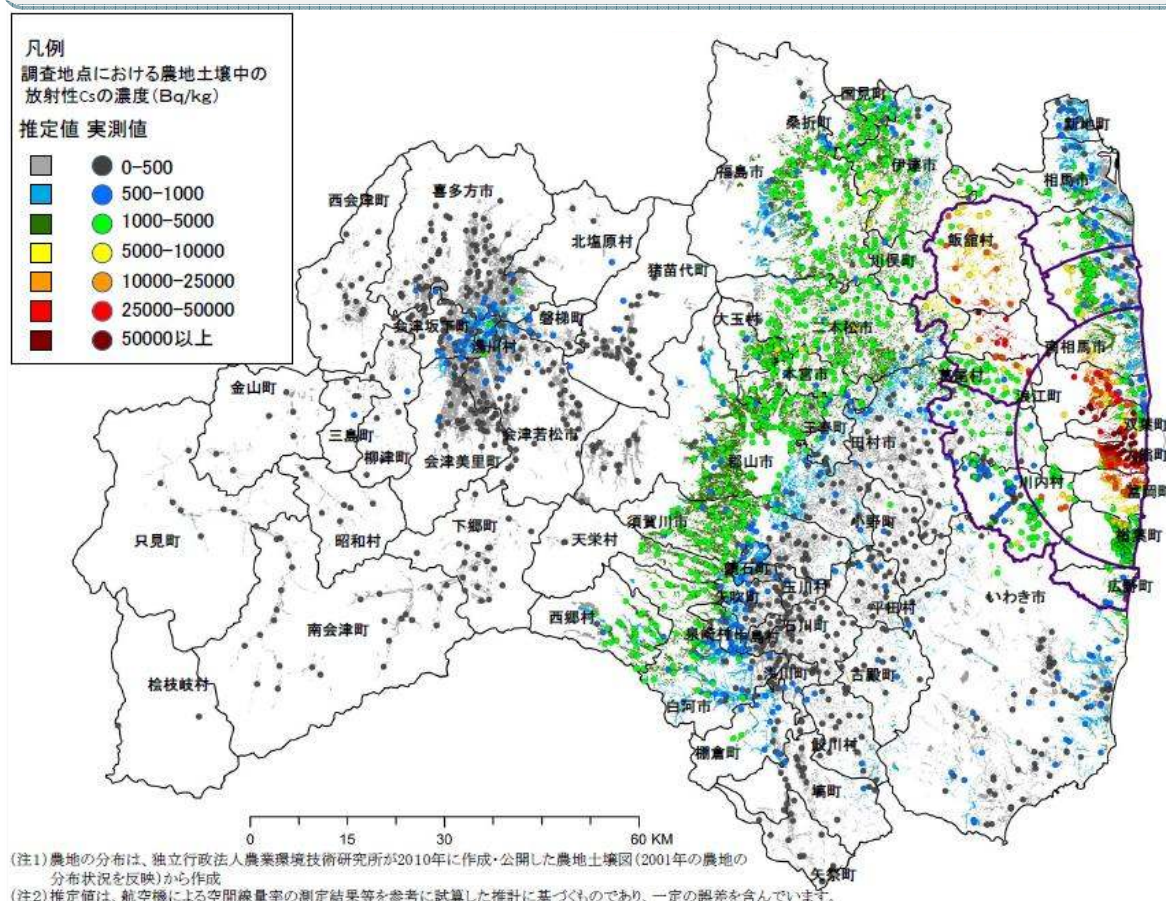 凡例
調査地点における農地土壌中の
放射性Csの濃度(Bq/kg)
推定値 実測値
0-500
500-1000
1000-5000
5000-10000
10000-25000
25000-50000
50000以上
国見町
桑折町
新地町
福島市
伊達市
相馬市
西会津町
喜多方市
北塩原村
飯舘村
猪苗代町
川俣町
会津坂下町
磐梯町
湯川村
大玉村
二本松市
南相馬市
本宮市
葛尾村
浪江町
金山町
三島町
会津若松市
三春町
田村市
双葉町
柳津町
会津美里町
郡山市
大熊町
川内村
富岡町
只見町
昭和村
下郷町
天栄村
須賀川市
小野町
楢葉町
鏡石町
広野町
玉川村
いわき市
矢吹町
平田村
西郷村
南会津町
泉崎村
中島村
石川町
浅川町
古殿町
檜枝岐村
白河市
棚倉町
鮫川村
塙町
矢祭町
0 15 30 60 KM
(注1)農地の分布は、独立行政法人農業環境技術研究所が2010年に作成・公開した農地土壌図(2001年の農地の
分布状況を反映)から作成
(注2)推定値は、航空機による空間線量率の測定結果等を参考に試算した推計に基づくものであり、一定の誤差を含んでいます。